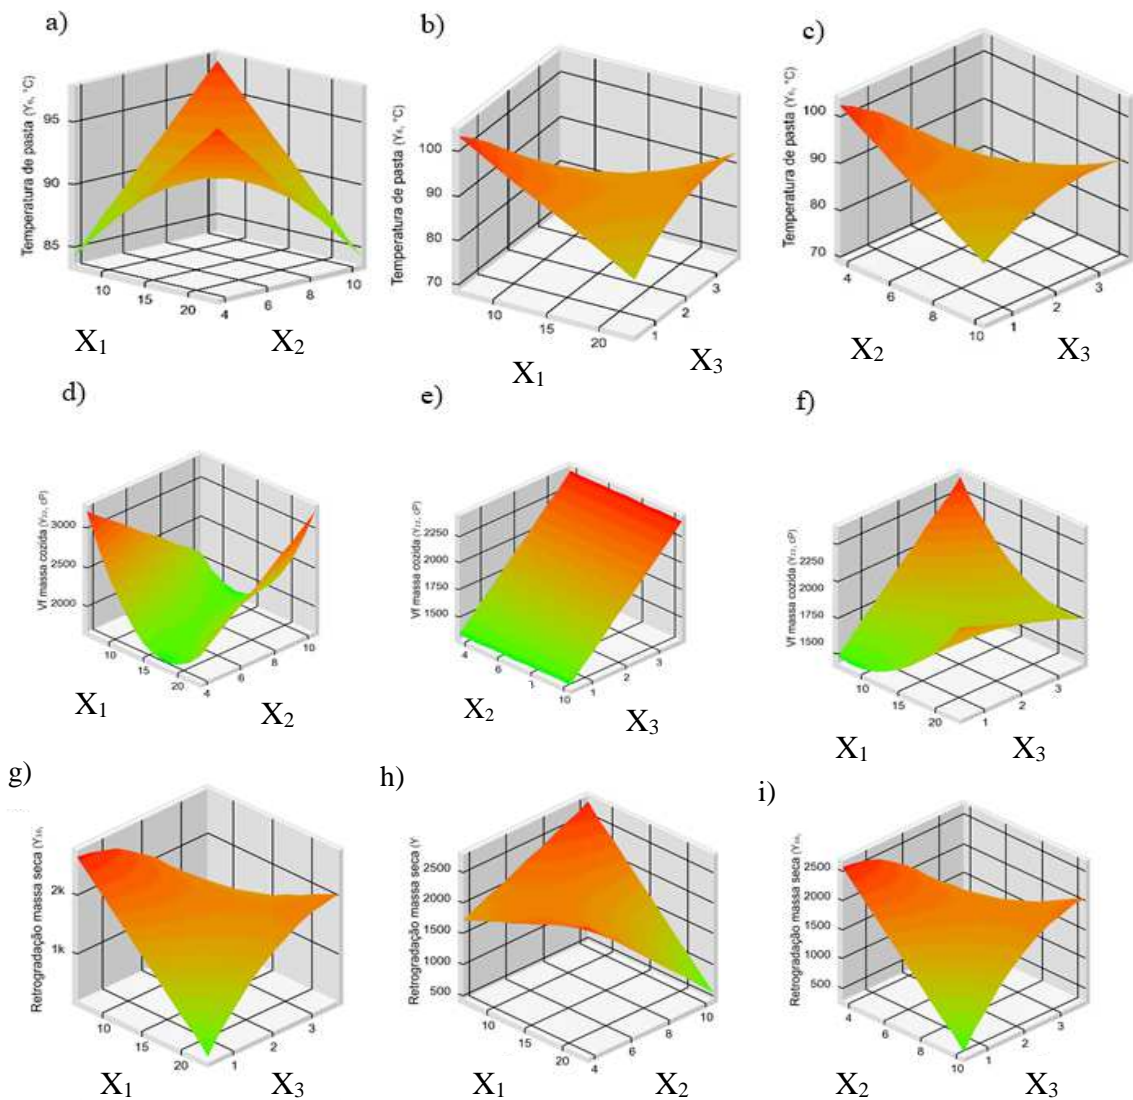 a)
Temperatura de pasta (Y₆, °C)
95
90
85
10
15
20
4
6
8
10
X₁
X₂
b)
Temperatura de pasta (Y₆, °C)
100
90
80
70
10
15
20
1
2
3
X₁
X₃
c)
Temperatura de pasta (Y₆, °C)
100
90
80
70
4
6
8
10
1
2
3
X₂
X₃
d)
Vf massa cozida (Y₂₂, cP)
3000
2500
2000
10
15
20
4
6
8
10
X₁
X₂
e)
Vf massa cozida (Y₂₂, cP)
2250
2000
1750
1500
4
6
10
1
2
3
X₂
X₃
f)
Vf massa cozida (Y₂₂, cP)
2250
2000
1750
1500
10
15
20
1
2
3
X₁
X₃
g)
Retrogradação massa seca
2k
1k
10
15
20
1
2
3
X₁
X₃
h)
Retrogradação massa seca (Y
2500
2000
1500
1000
500
10
15
20
4
6
8
10
X₁
X₂
i)
Retrogradação massa seca
2500
2000
1500
1000
500
4
6
8
10
1
2
3
X₂
X₃